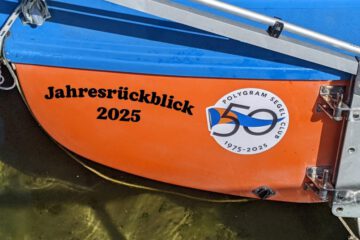 Jahresrückblick
2025
POLYGRAM SEGEL CLUB
50
1975-2025